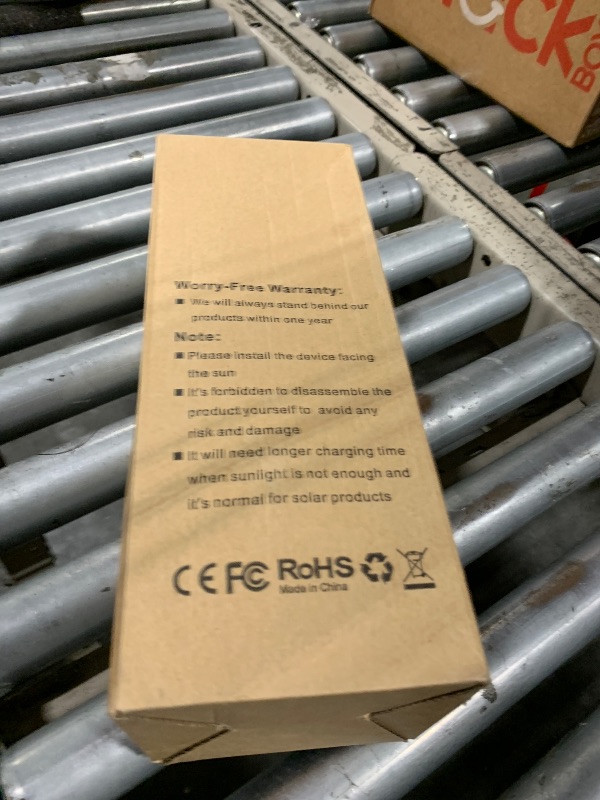 CK
BO
Worry-Free Warranty:
■ We will always stand behind our
products within one year
Note:
■ Please install the device facing
the sun
■ It's forbidden to disassemble the
product yourself to avoid any
risk and damage
■ It will need longer charging time
when sunlight is not enough and
it's normal for solar products
CE FC RoHS
Made in China